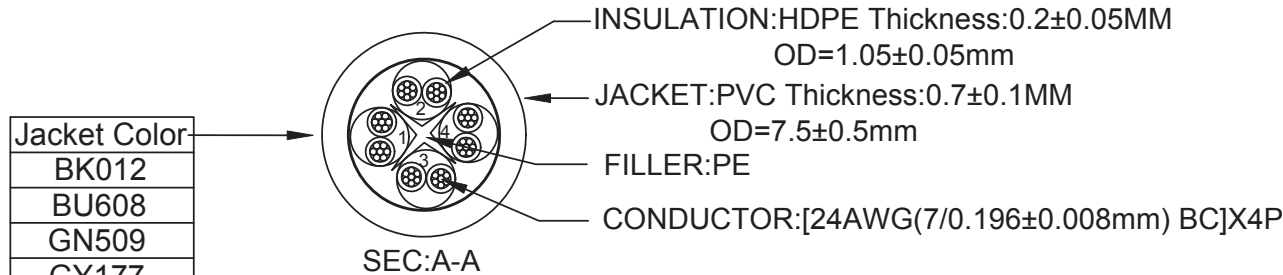 INSULATION:HDPE Thickness:0.2±0.05MM
OD=1.05±0.05mm
JACKET:PVC Thickness:0.7±0.1MM
OD=7.5±0.5mm
FILLER:PE
CONDUCTOR:[24AWG(7/0.196±0.008mm) BC]X4P
Jacket Color
BK012
BU608
GN509
GY177
2
1
4
3
SEC:A-A